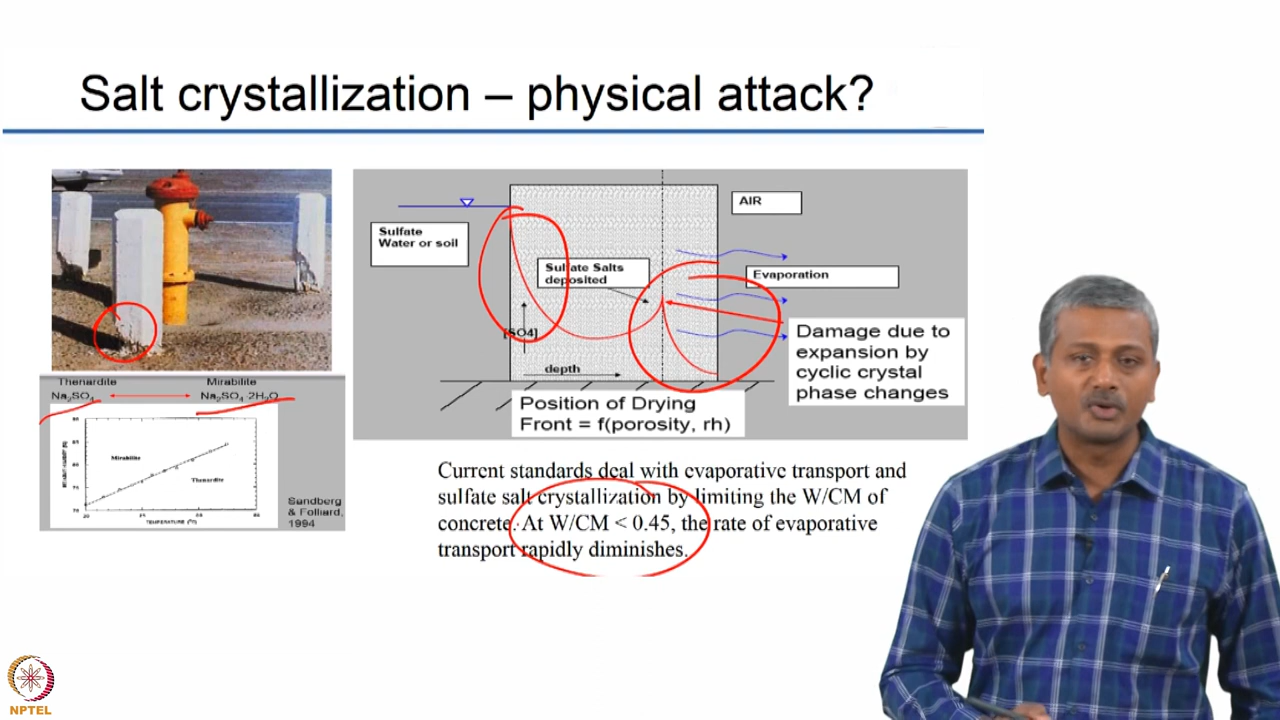 Salt crystallization – physical attack?
Sulfate
Water or soil
Sulfate Salts
deposited
[SO4]
depth
AIR
Evaporation
Damage due to
expansion by
cyclic crystal
phase changes
Position of Drying
Front = f(porosity, rh)
Thenardite Mirabilite
Na2SO4 Na2SO4.2H2O
Mirabilite
Thenardite
TEMPERATURE (°C)
Sandberg
& Folliard,
1994
Current standards deal with evaporative transport and
sulfate salt crystallization by limiting the W/CM of
concrete. At W/CM < 0.45, the rate of evaporative
transport rapidly diminishes.
NPTEL